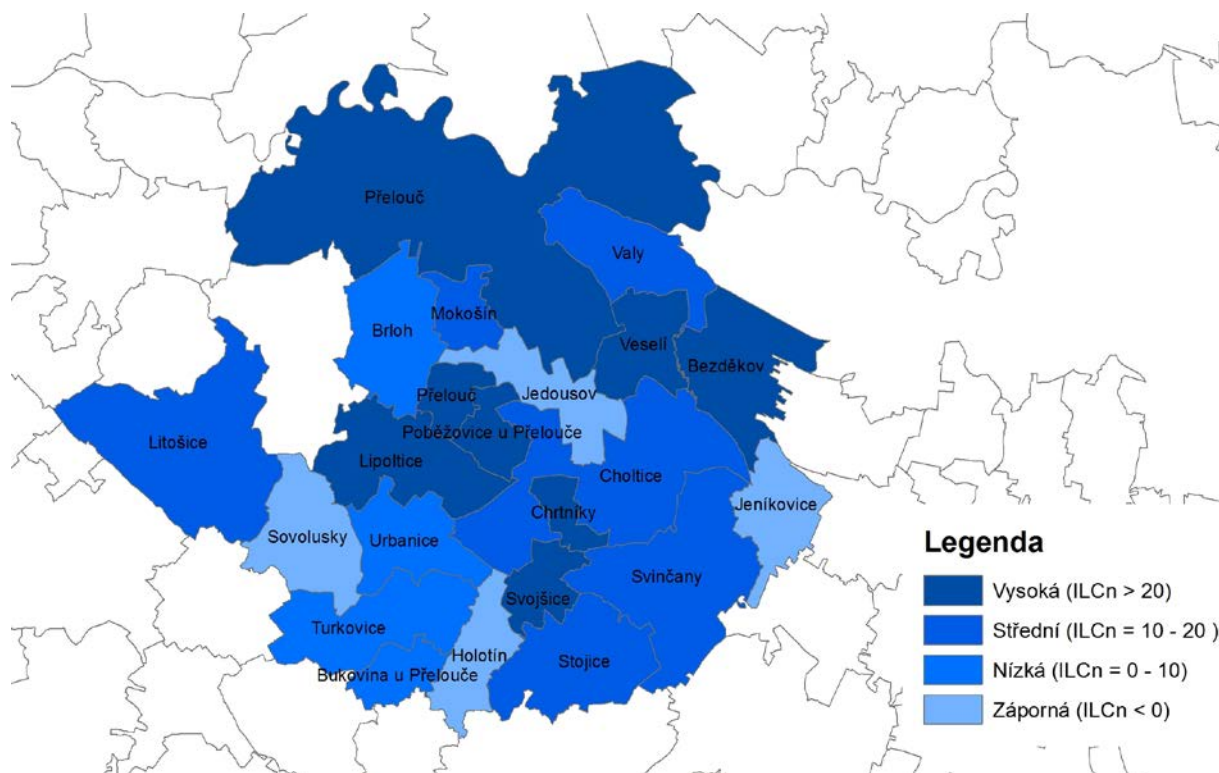 Přelouč
Valy
Mokošín
Brloh
Veselí
Bezděkov
Přelouč
Jedousov
Poběžovice u Přelouče
Litošice
Lipoltice
Choltice
Jeníkovice
Chrtníky
Sovolusky
Urbanice
Svinčany
Svojšice
Turkovice
Holotín
Stojice
Bukovina u Přelouče
Legenda
Vysoká (ILCn > 20)
Střední (ILCn = 10 - 20 )
Nízká (ILCn = 0 - 10)
Záporná (ILCn < 0)